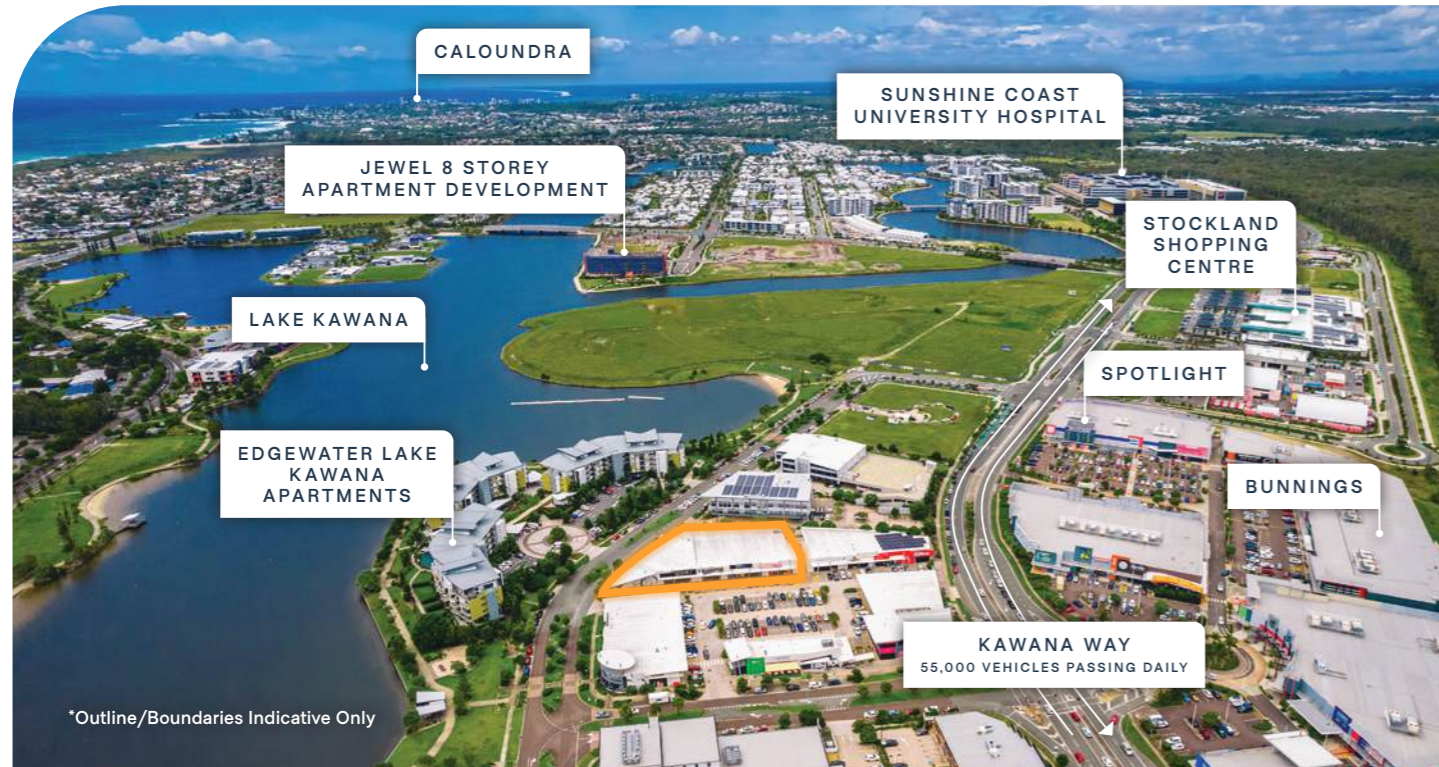 CALOUNDRA
SUNSHINE COAST
UNIVERSITY HOSPITAL
JEWEL 8 STOREY
APARTMENT DEVELOPMENT
STOCKLAND
SHOPPING
CENTRE
LAKE KAWANA
SPOTLIGHT
EDGEWATER LAKE
KAWANA
APARTMENTS
BUNNINGS
KAWANA WAY
55,000 VEHICLES PASSING DAILY
*Outline/Boundaries Indicative Only